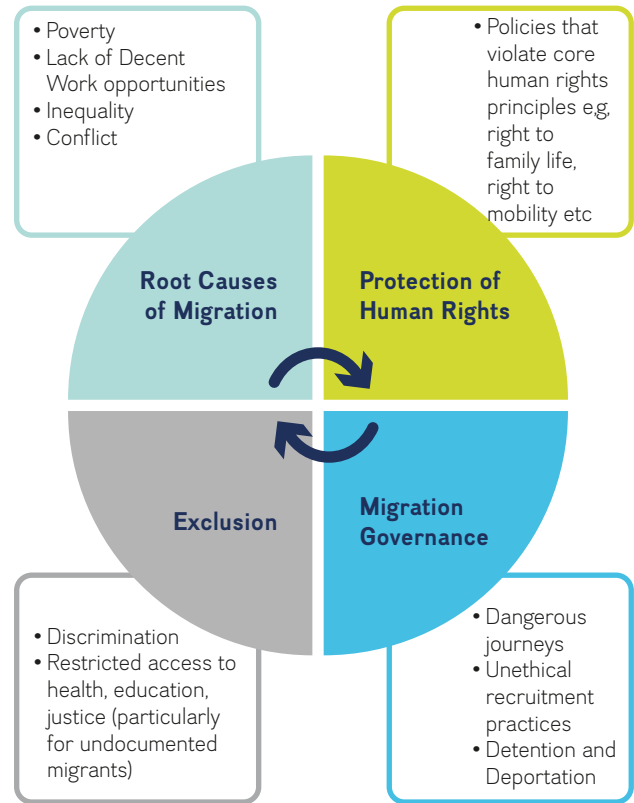 • Poverty
• Lack of Decent
Work opportunities
• Inequality
• Conflict
• Policies that
violate core
human rights
principles e,g,
right to
family life,
right to
mobility etc
Root Causes
of Migration
Protection of
Human Rights
Exclusion
Migration
Governance
• Discrimination
• Restricted access to
health, education,
justice (particularly
for undocumented
migrants)
• Dangerous
journeys
• Unethical
recruitment
practices
• Detention and
Deportation